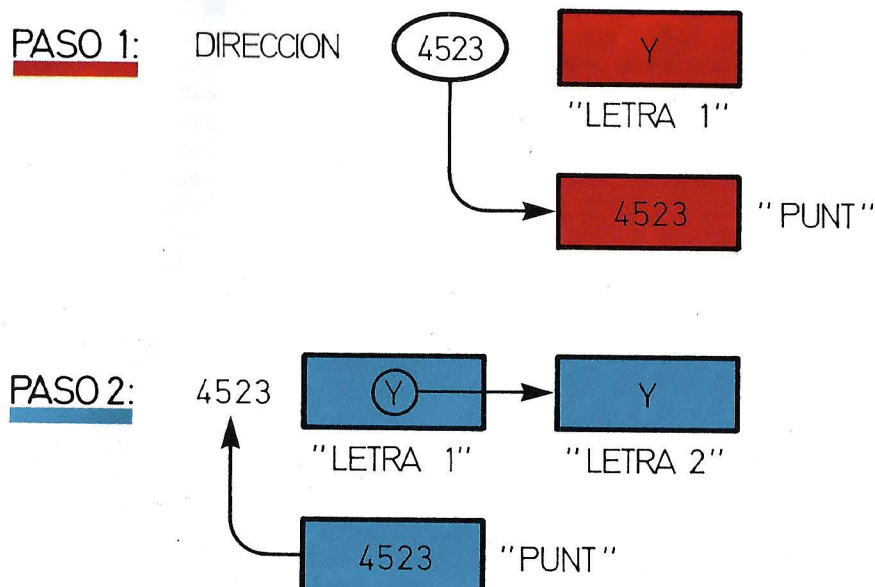 PASO 1: DIRECCION 4523 Y
"LETRA 1"
4523 "PUNT"
PASO 2: 4523 Y Y
"LETRA 1" "LETRA 2"
4523 "PUNT"